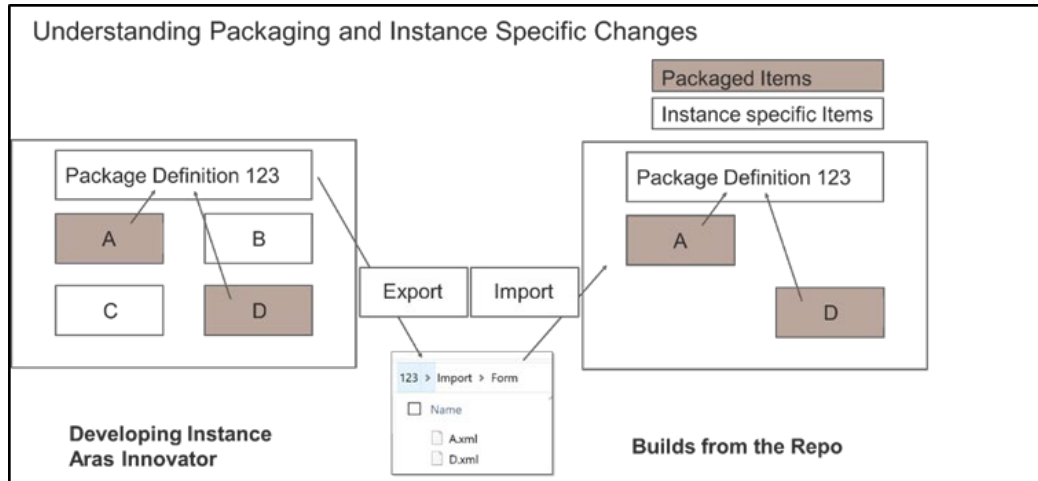 Understanding Packaging and Instance Specific Changes
Packaged Items
Instance specific Items
Package Definition 123
A
B
C
D
Export
Import
123 > Import > Form
Name
A.xml
D.xml
Package Definition 123
A
D
Developing Instance
Aras Innovator
Builds from the Repo